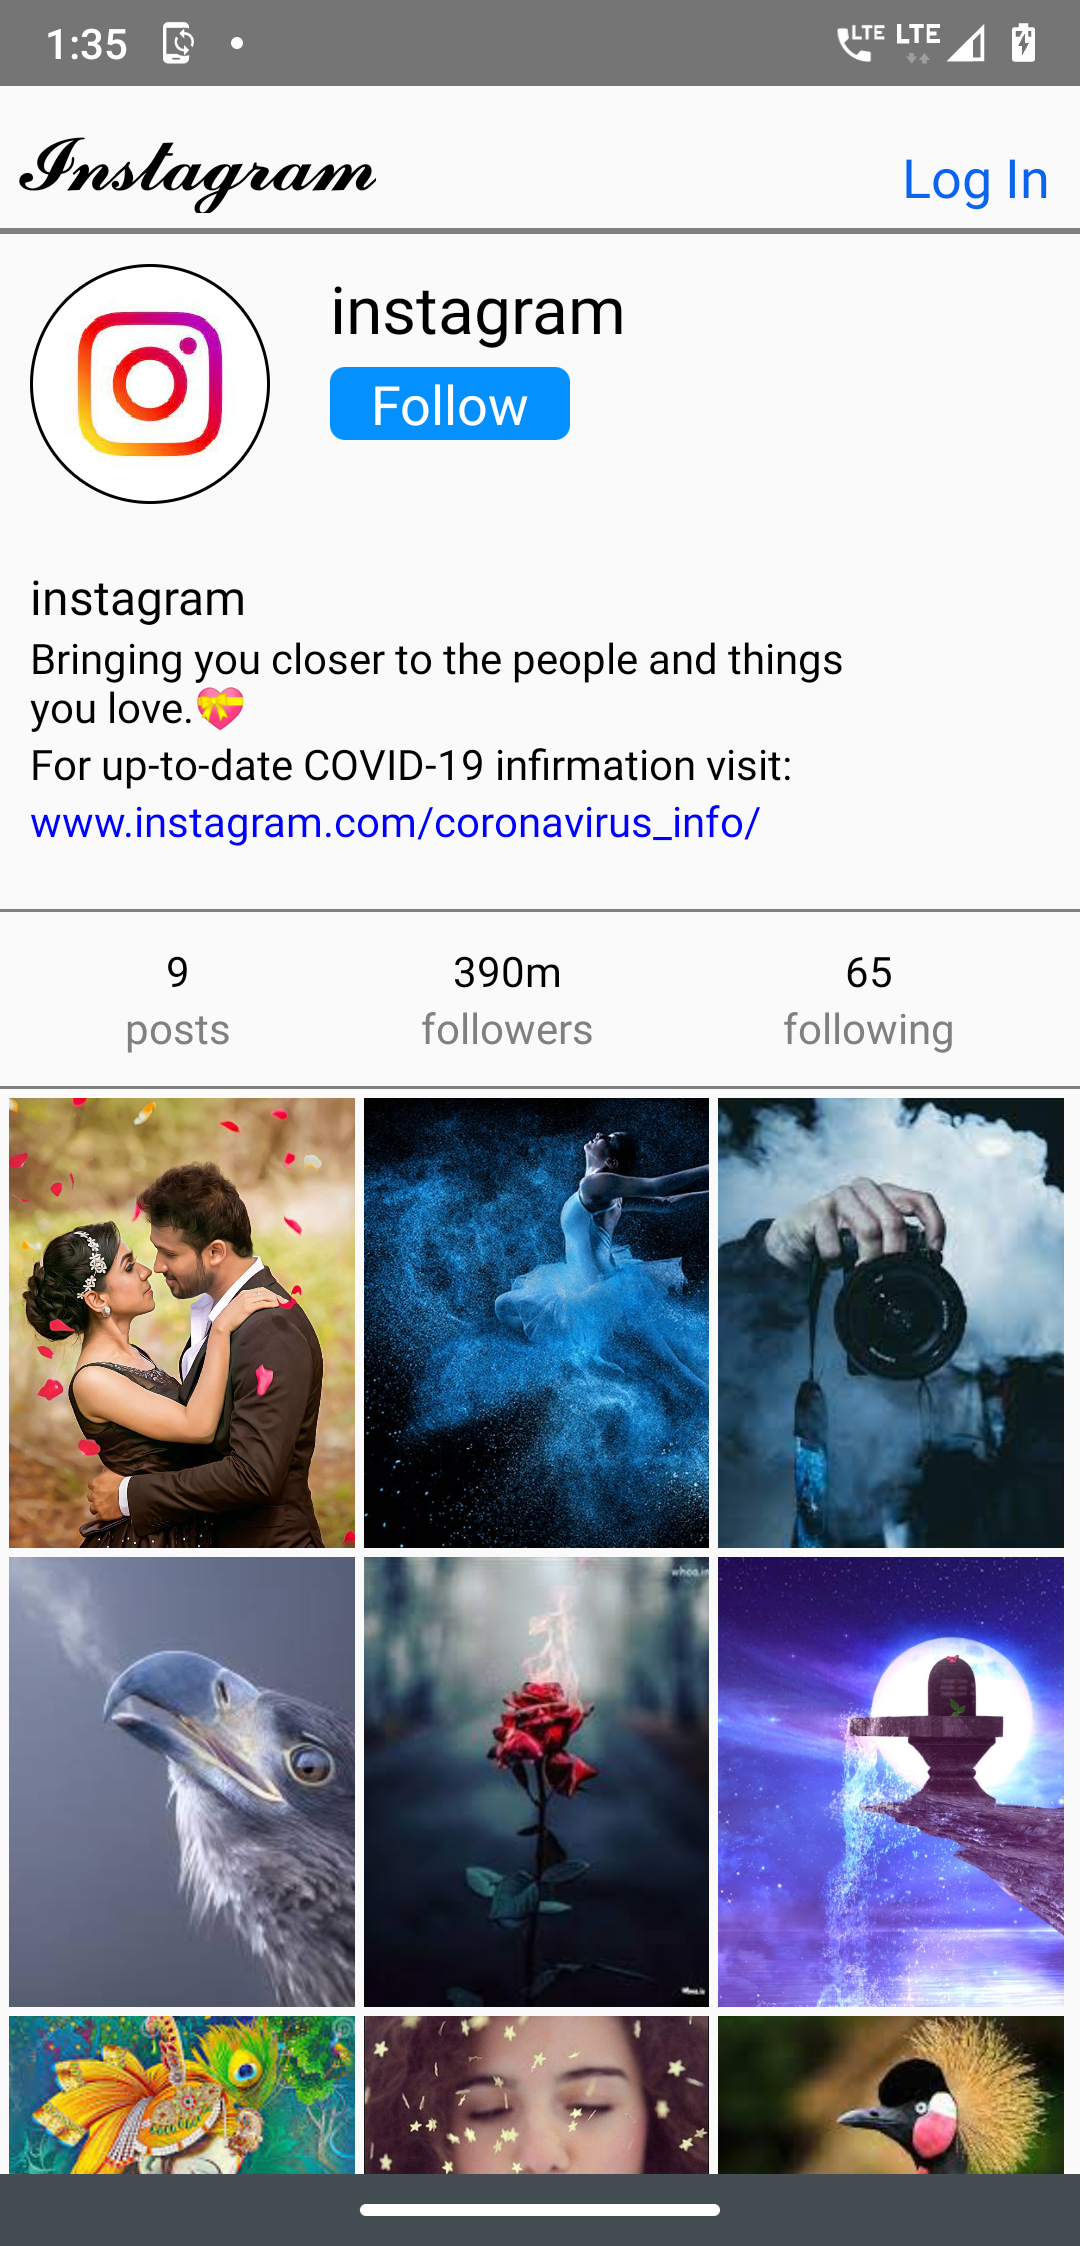 1:35
LTE LTE
Instagram
Log In
instagram
Follow
instagram
Bringing you closer to the people and things
you love.💝
For up-to-date COVID-19 infirmation visit:
www.instagram.com/coronavirus_info/
9 390m 65
posts followers following
whoa.in